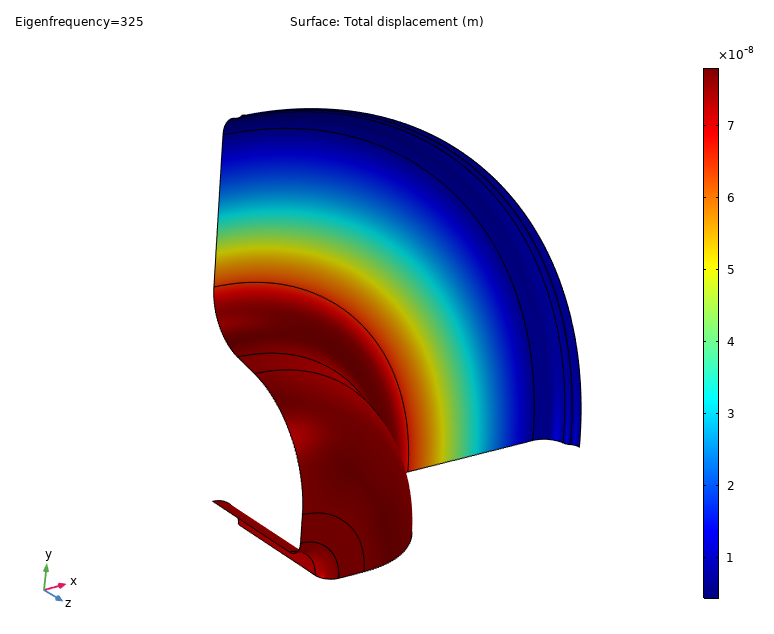 Eigenfrequency=325
Surface: Total displacement (m)
×10⁻⁸
7
6
5
4
3
2
1
y
x
z